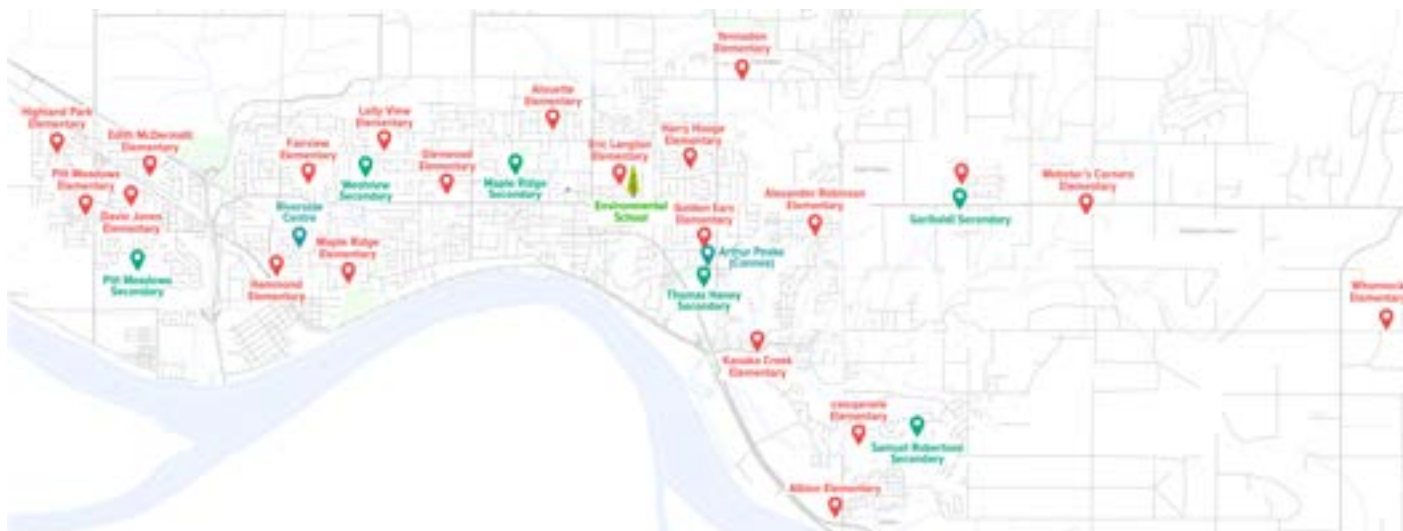 Yennadon
Elementary
Alouette
Elementary
Highland Park
Elementary
Edith McDermott
Elementary
Laity View
Elementary
Fairview
Elementary
Harry Hooge
Elementary
Eric Langton
Elementary
Glenwood
Elementary
Maple Ridge
Secondary
Westview
Secondary
Pitt Meadows
Elementary
Davie Jones
Elementary
Riverside
Centre
Environmental
School
Golden Ears
Elementary
Alexander Robinson
Elementary
Webster's Corners
Elementary
Garibaldi Secondary
Maple Ridge
Elementary
Arthur Peake
(Connex)
Pitt Meadows
Secondary
Hammond
Elementary
Thomas Haney
Secondary
Whonnock
Elementary
Kanaka Creek
Elementary
Elementary
Samuel Robertson
Secondary
Albion Elementary